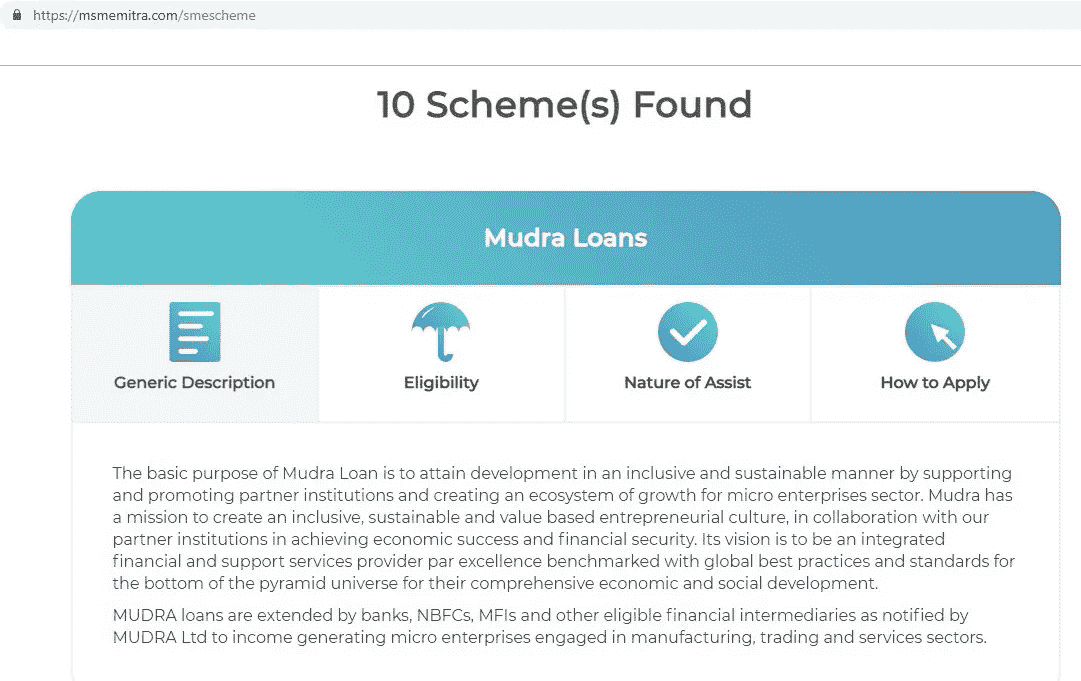 https://msmemitra.com/smescheme
10 Scheme(s) Found
Mudra Loans
Generic Description
Eligibility
Nature of Assist
How to Apply
The basic purpose of Mudra Loan is to attain development in an inclusive and sustainable manner by supporting
and promoting partner institutions and creating an ecosystem of growth for micro enterprises sector. Mudra has
a mission to create an inclusive, sustainable and value based entrepreneurial culture, in collaboration with our
partner institutions in achieving economic success and financial security. Its vision is to be an integrated
financial and support services provider par excellence benchmarked with global best practices and standards for
the bottom of the pyramid universe for their comprehensive economic and social development.
MUDRA loans are extended by banks, NBFCs, MFIs and other eligible financial intermediaries as notified by
MUDRA Ltd to income generating micro enterprises engaged in manufacturing, trading and services sectors.